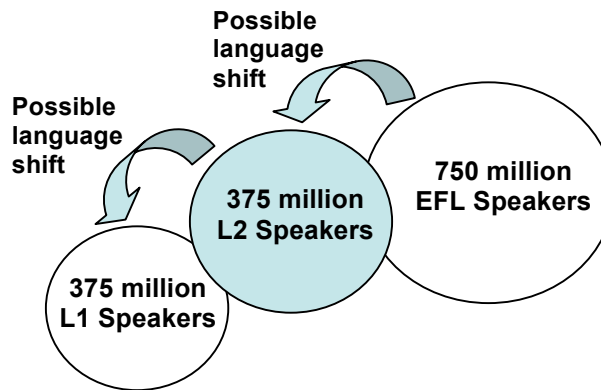 Possible
language
shift
Possible
language
shift
750 million
EFL Speakers
375 million
L2 Speakers
375 million
L1 Speakers